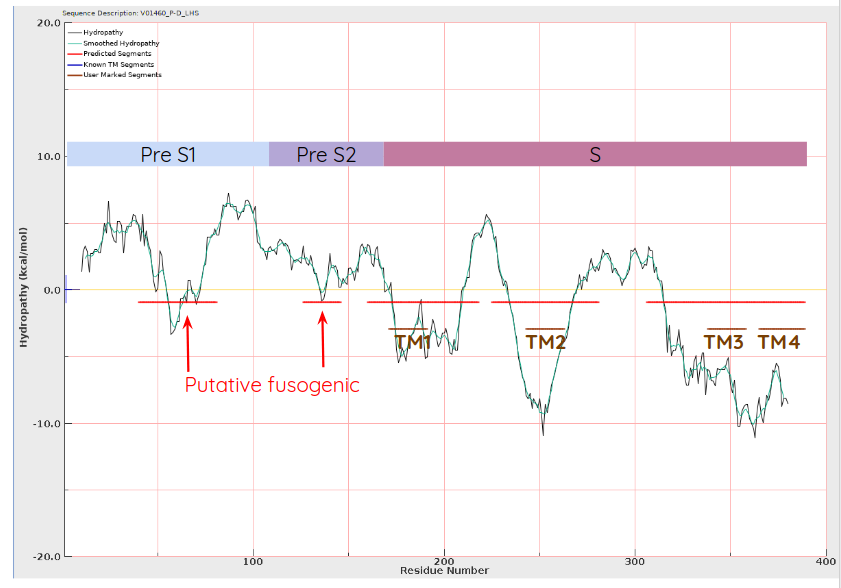 Sequence Description: V01460_P-D_LHS
20.0
Hydropathy
Smoothed Hydropathy
Predicted Segments
Known TM Segments
User Marked Segments
10.0
Pre S1 Pre S2 S
Hydropathy (kcal/mol)
0.0
TM1 TM2 TM3 TM4
Putative fusogenic
-10.0
-20.0
100 200 300 400
Residue Number